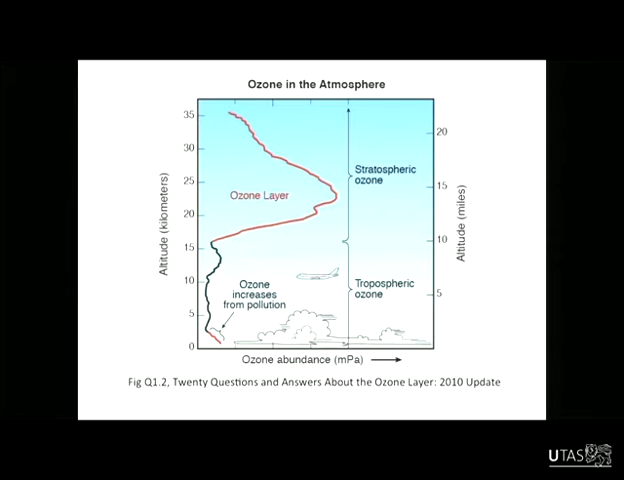 Ozone in the Atmosphere
35
30
25
20
15
10
5
0
Altitude (kilometers)
20
15
10
5
Altitude (miles)
Stratospheric
ozone
Ozone Layer
Ozone
increases
from pollution
Tropospheric
ozone
Ozone abundance (mPa)
Fig Q1.2, Twenty Questions and Answers About the Ozone Layer: 2010 Update
UTAS